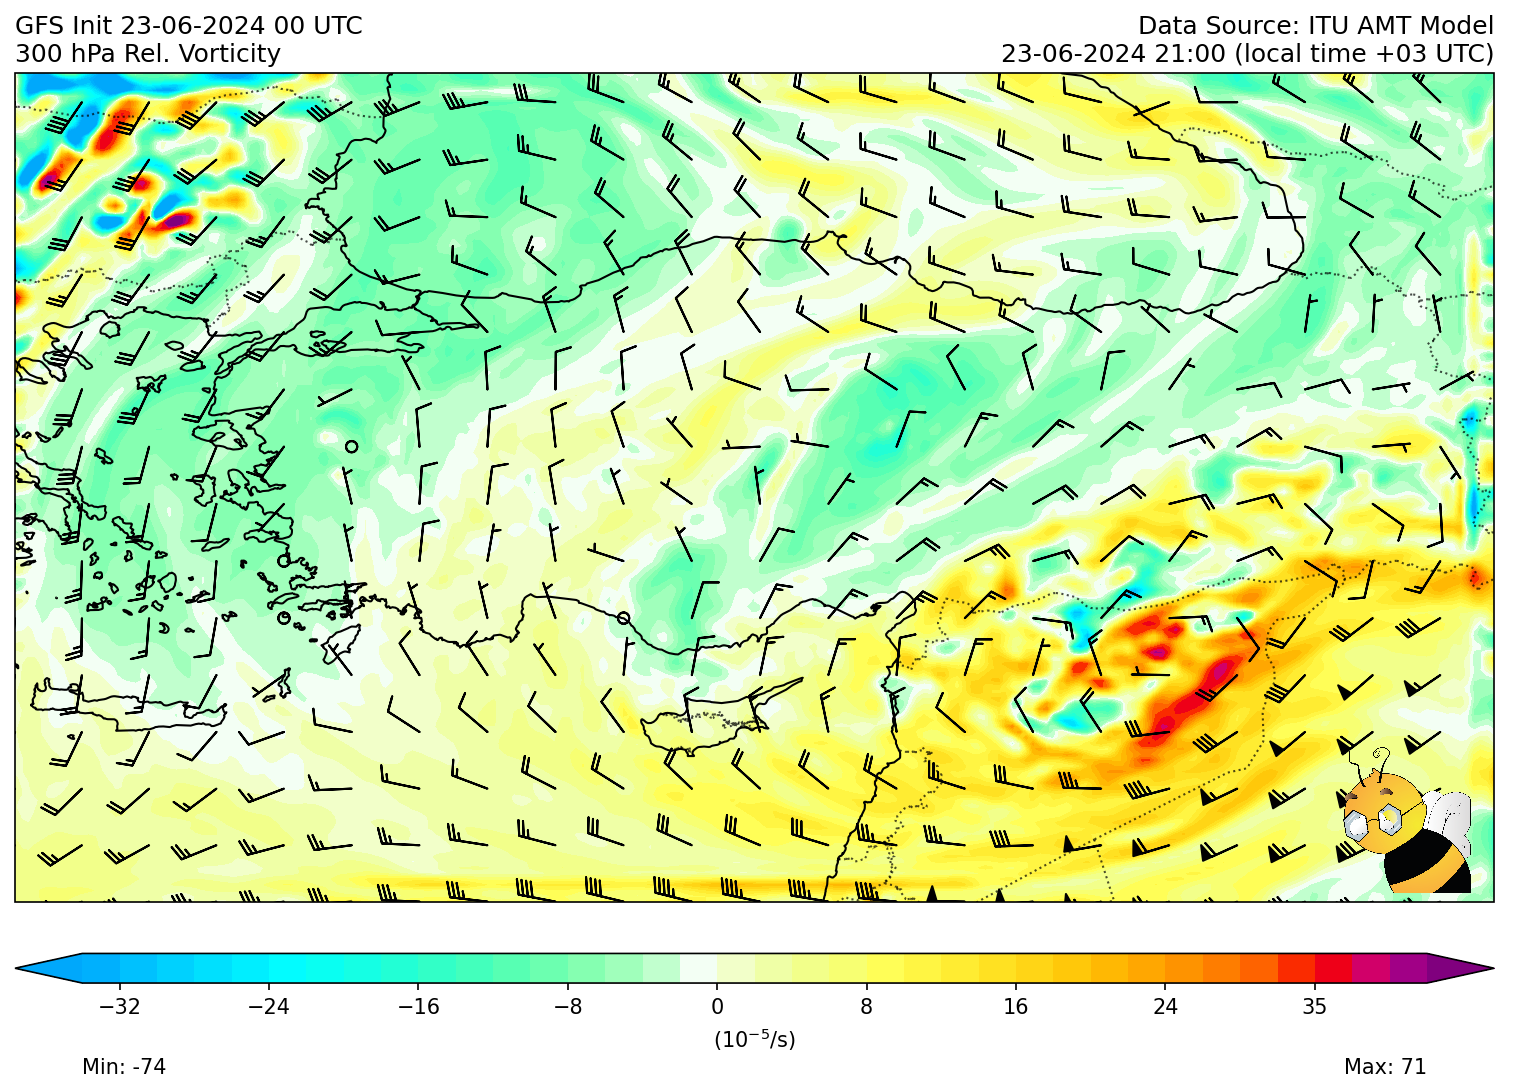 GFS Init 23-06-2024 00 UTC
Data Source: ITU AMT Model
300 hPa Rel. Vorticity
23-06-2024 21:00 (local time +03 UTC)
−32 −24 −16 −8 0 8 16 24 35
(10⁻⁵/s)
Min: -74
Max: 71